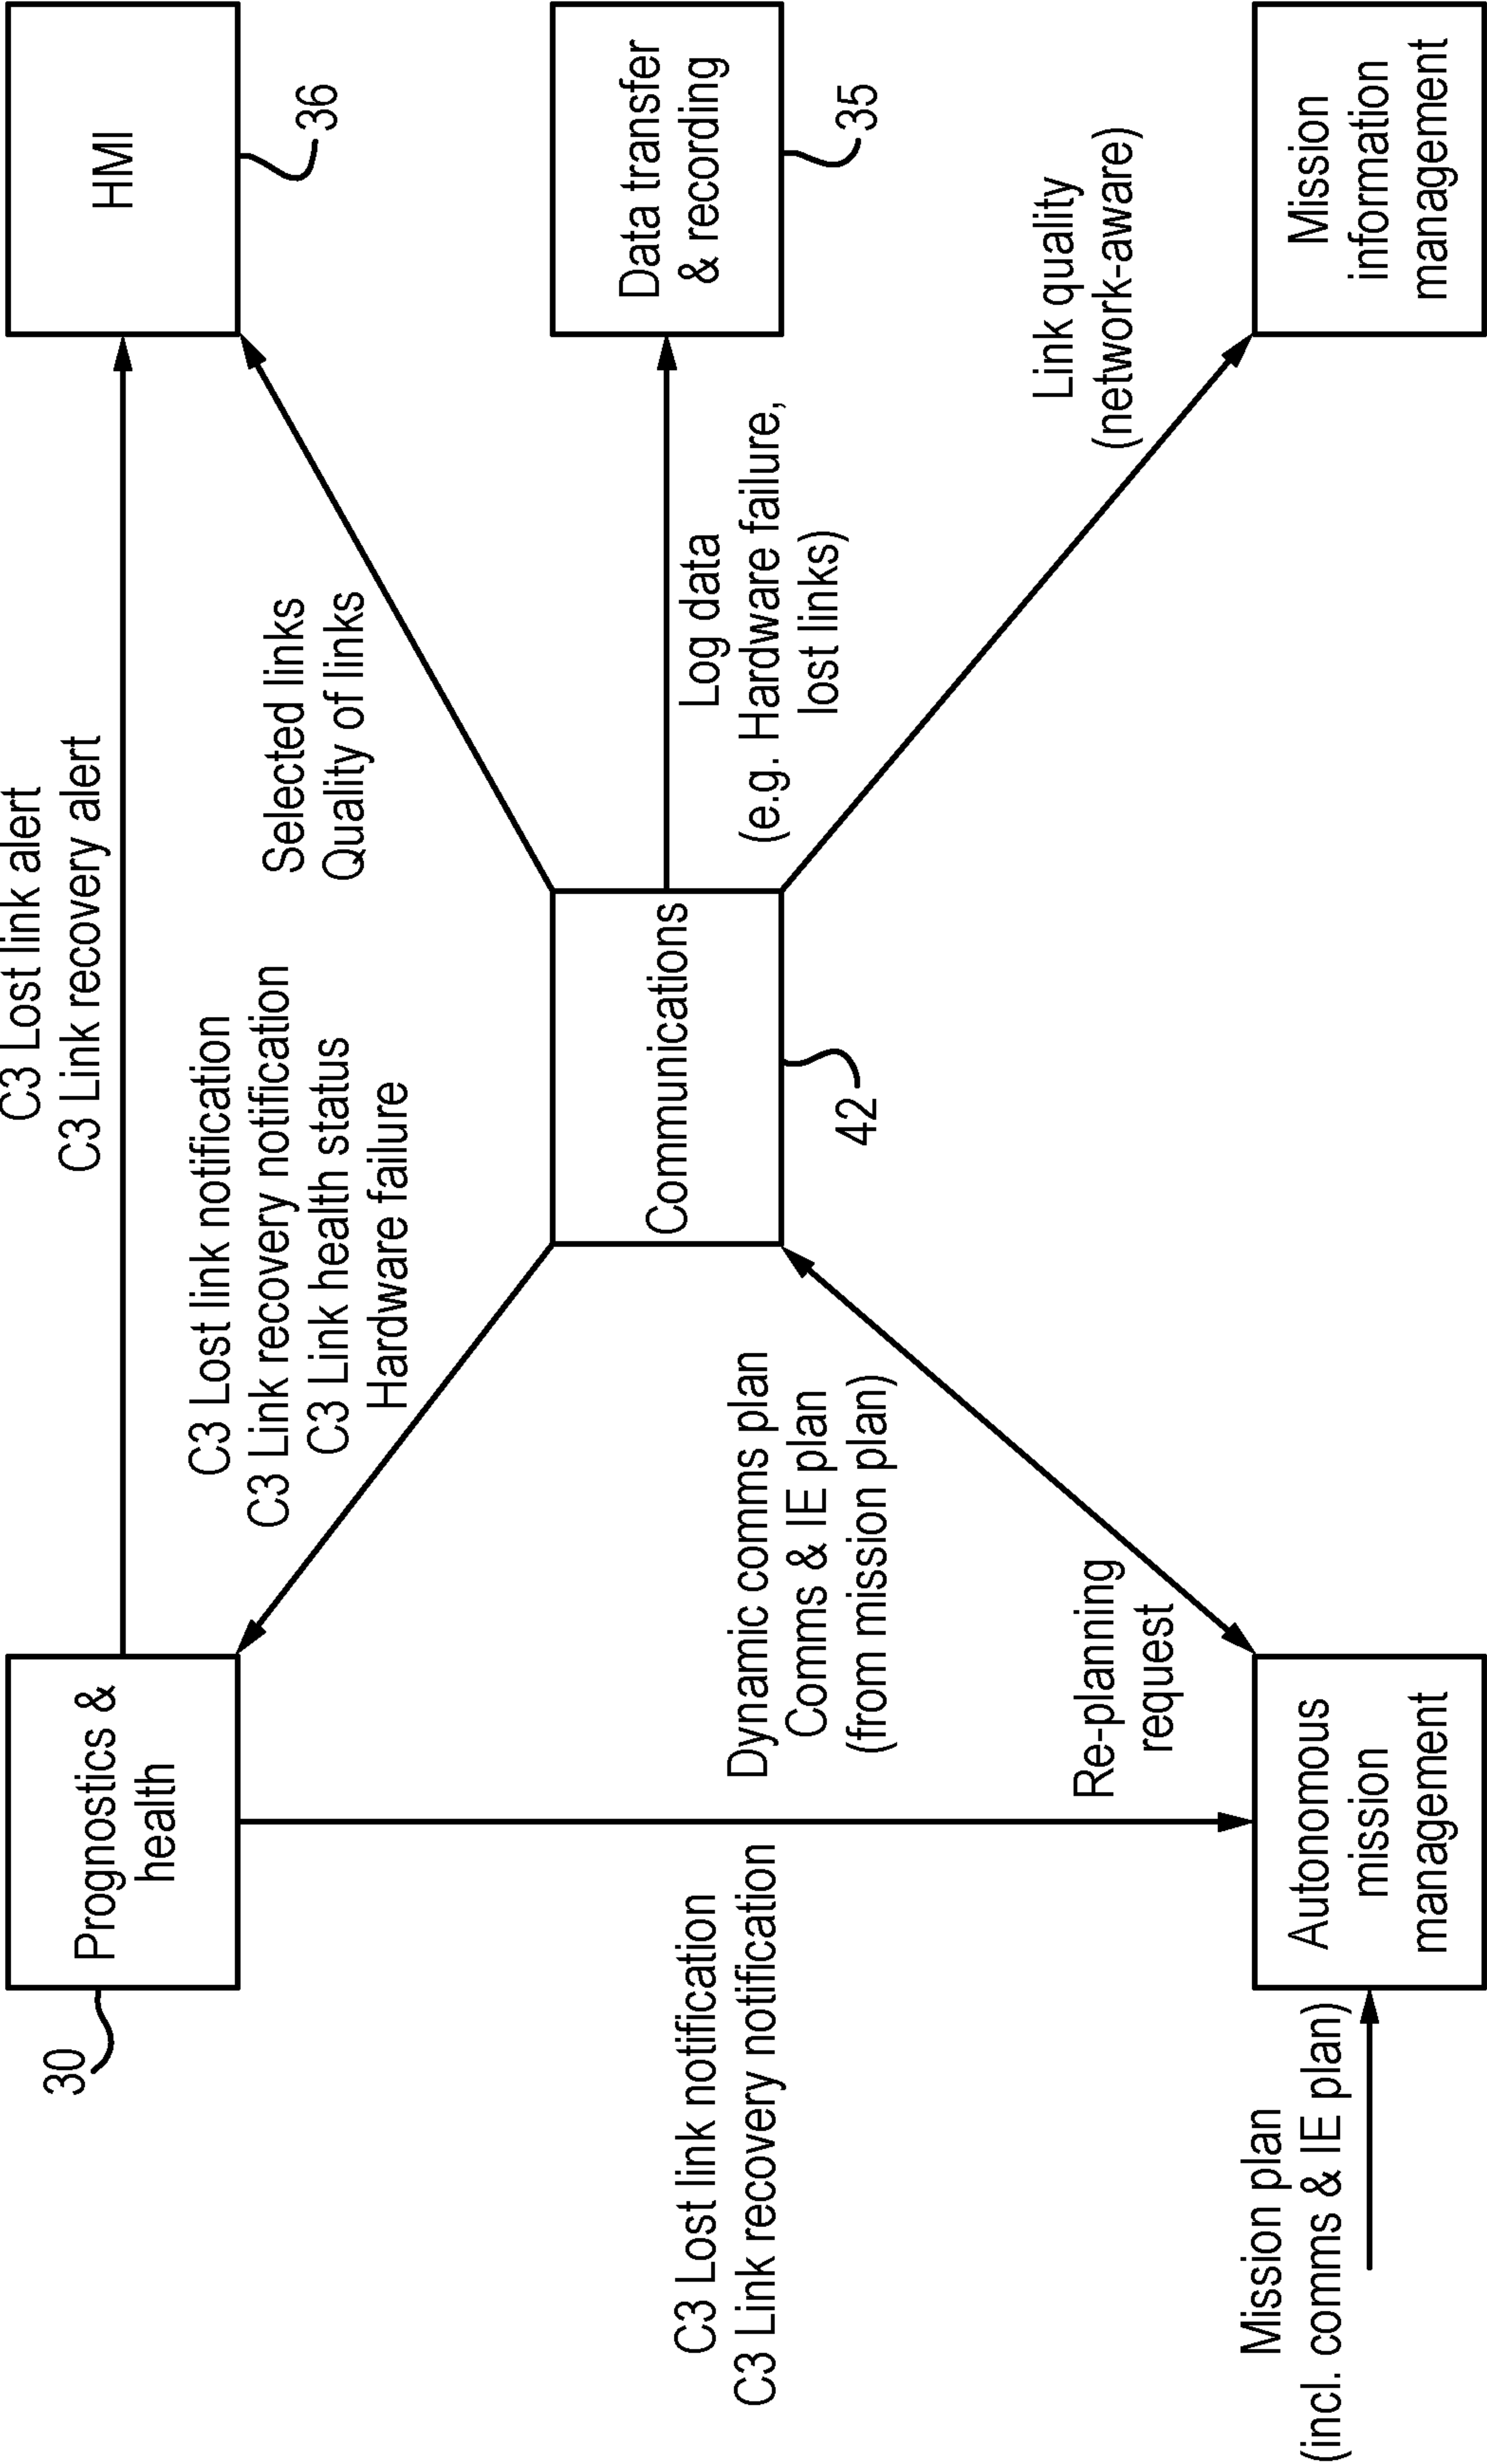 30
Prognostics &
health
C3 Lost link alert
C3 Link recovery alert
HMI
36
C3 Lost link notification
C3 Link recovery notification
C3 Link health status
Hardware failure
Selected links
Quality of links
C3 Lost link notification
C3 Link recovery notification
Dynamic comms plan
Comms & IE plan
(from mission plan)
Communications
42
Log data
(e.g. Hardware failure,
lost links)
Data transfer
& recording
35
Re-planning
request
Link quality
(network-aware)
Mission plan
(incl. comms & IE plan)
Autonomous
mission
management
Mission
information
management